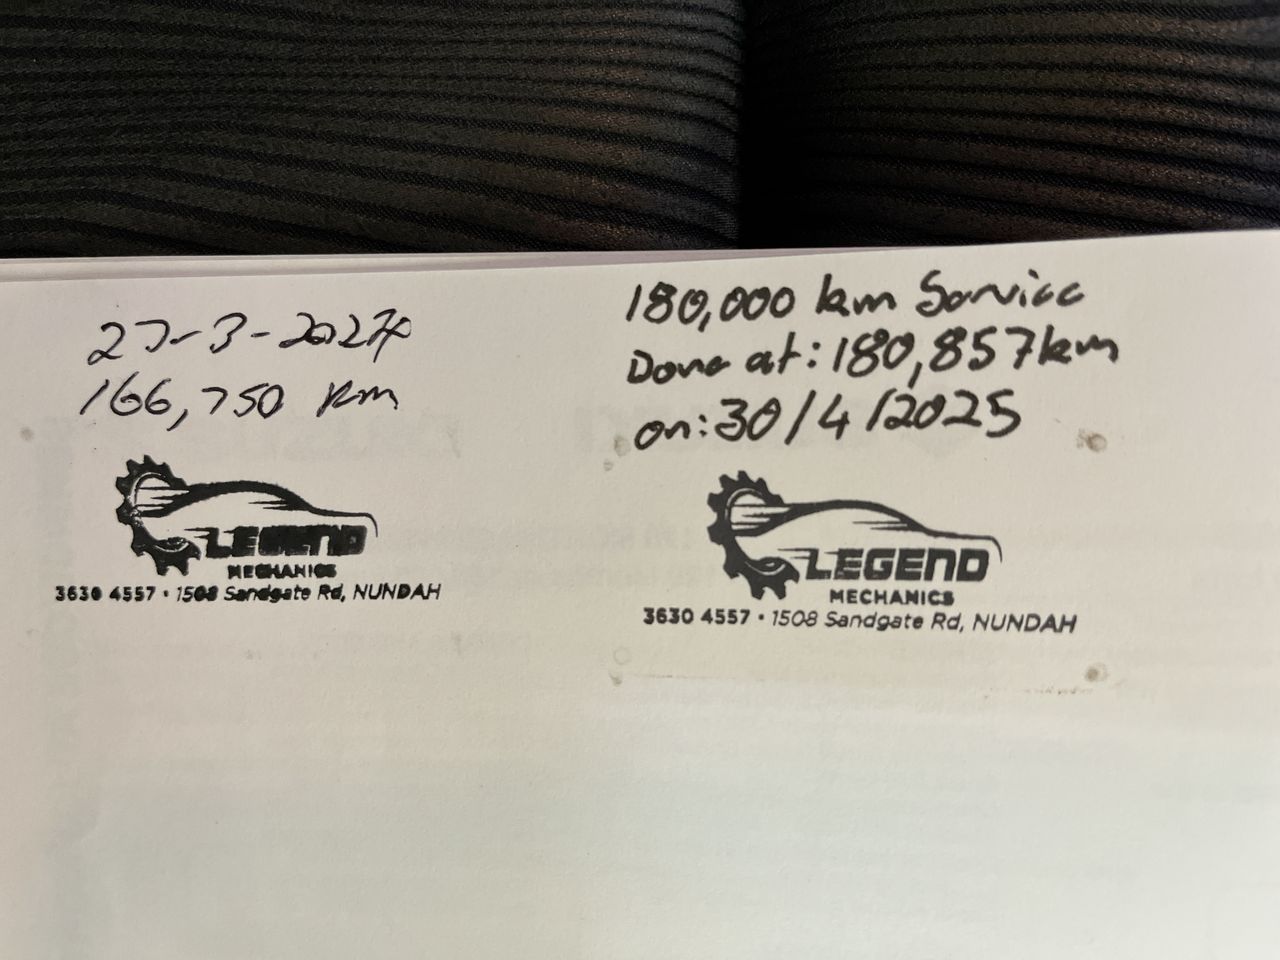 27-3-2024
166,750 km
LEGEND
MECHANICS
3630 4557 • 1508 Sandgate Rd, NUNDAH
180,000 km Service
Done at: 180,857km
on: 30/4/2025
LEGEND
MECHANICS
3630 4557 • 1508 Sandgate Rd, NUNDAH